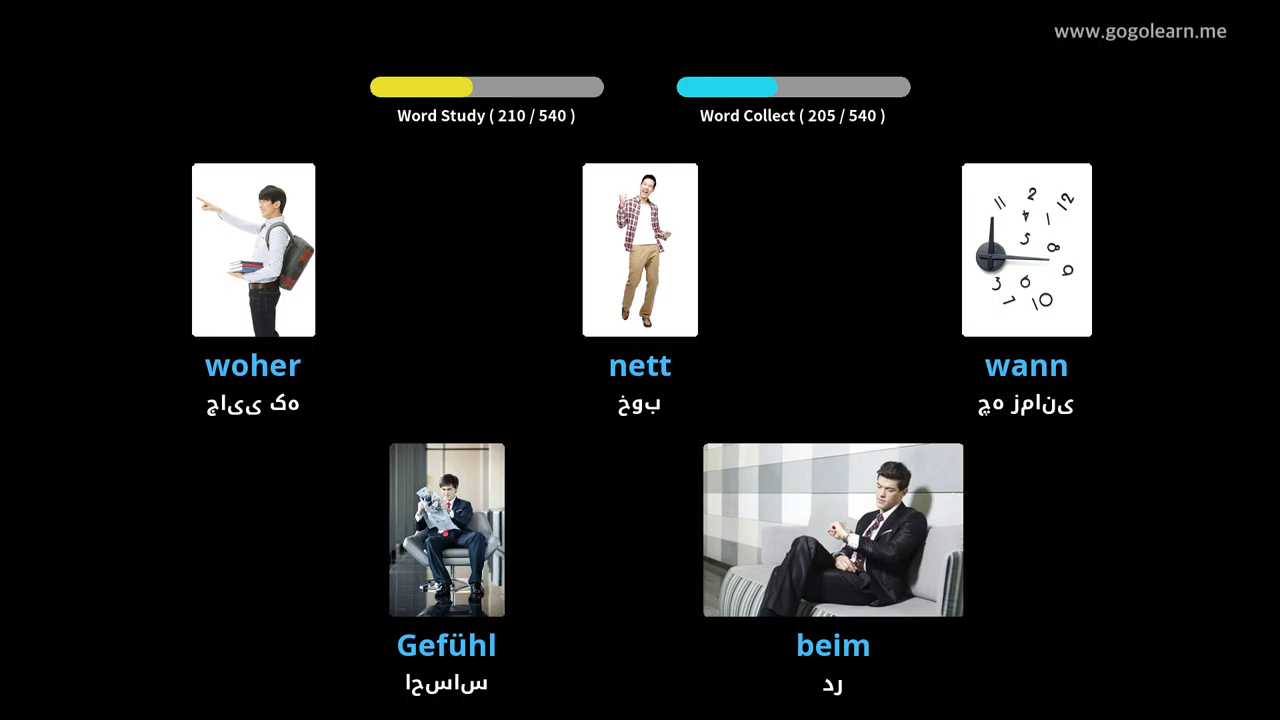 www.gogolearn.me
Word Study ( 210 / 540 )
Word Collect ( 205 / 540 )
woher
جایی که
nett
خوب
wann
چه زمانی
Gefühl
احساس
beim
در